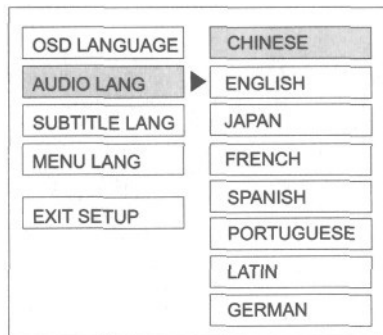 OSD LANGUAGE
AUDIO LANG
SUBTITLE LANG
MENU LANG
EXIT SETUP
CHINESE
ENGLISH
JAPAN
FRENCH
SPANISH
PORTUGUESE
LATIN
GERMAN